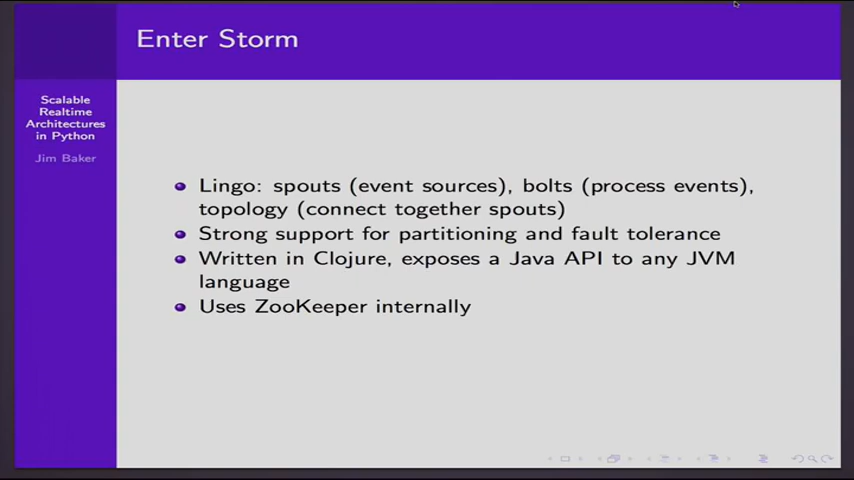 Enter Storm
Scalable
Realtime
Architectures
in Python
Jim Baker
Lingo: spouts (event sources), bolts (process events),
topology (connect together spouts)
Strong support for partitioning and fault tolerance
Written in Clojure, exposes a Java API to any JVM
language
Uses ZooKeeper internally